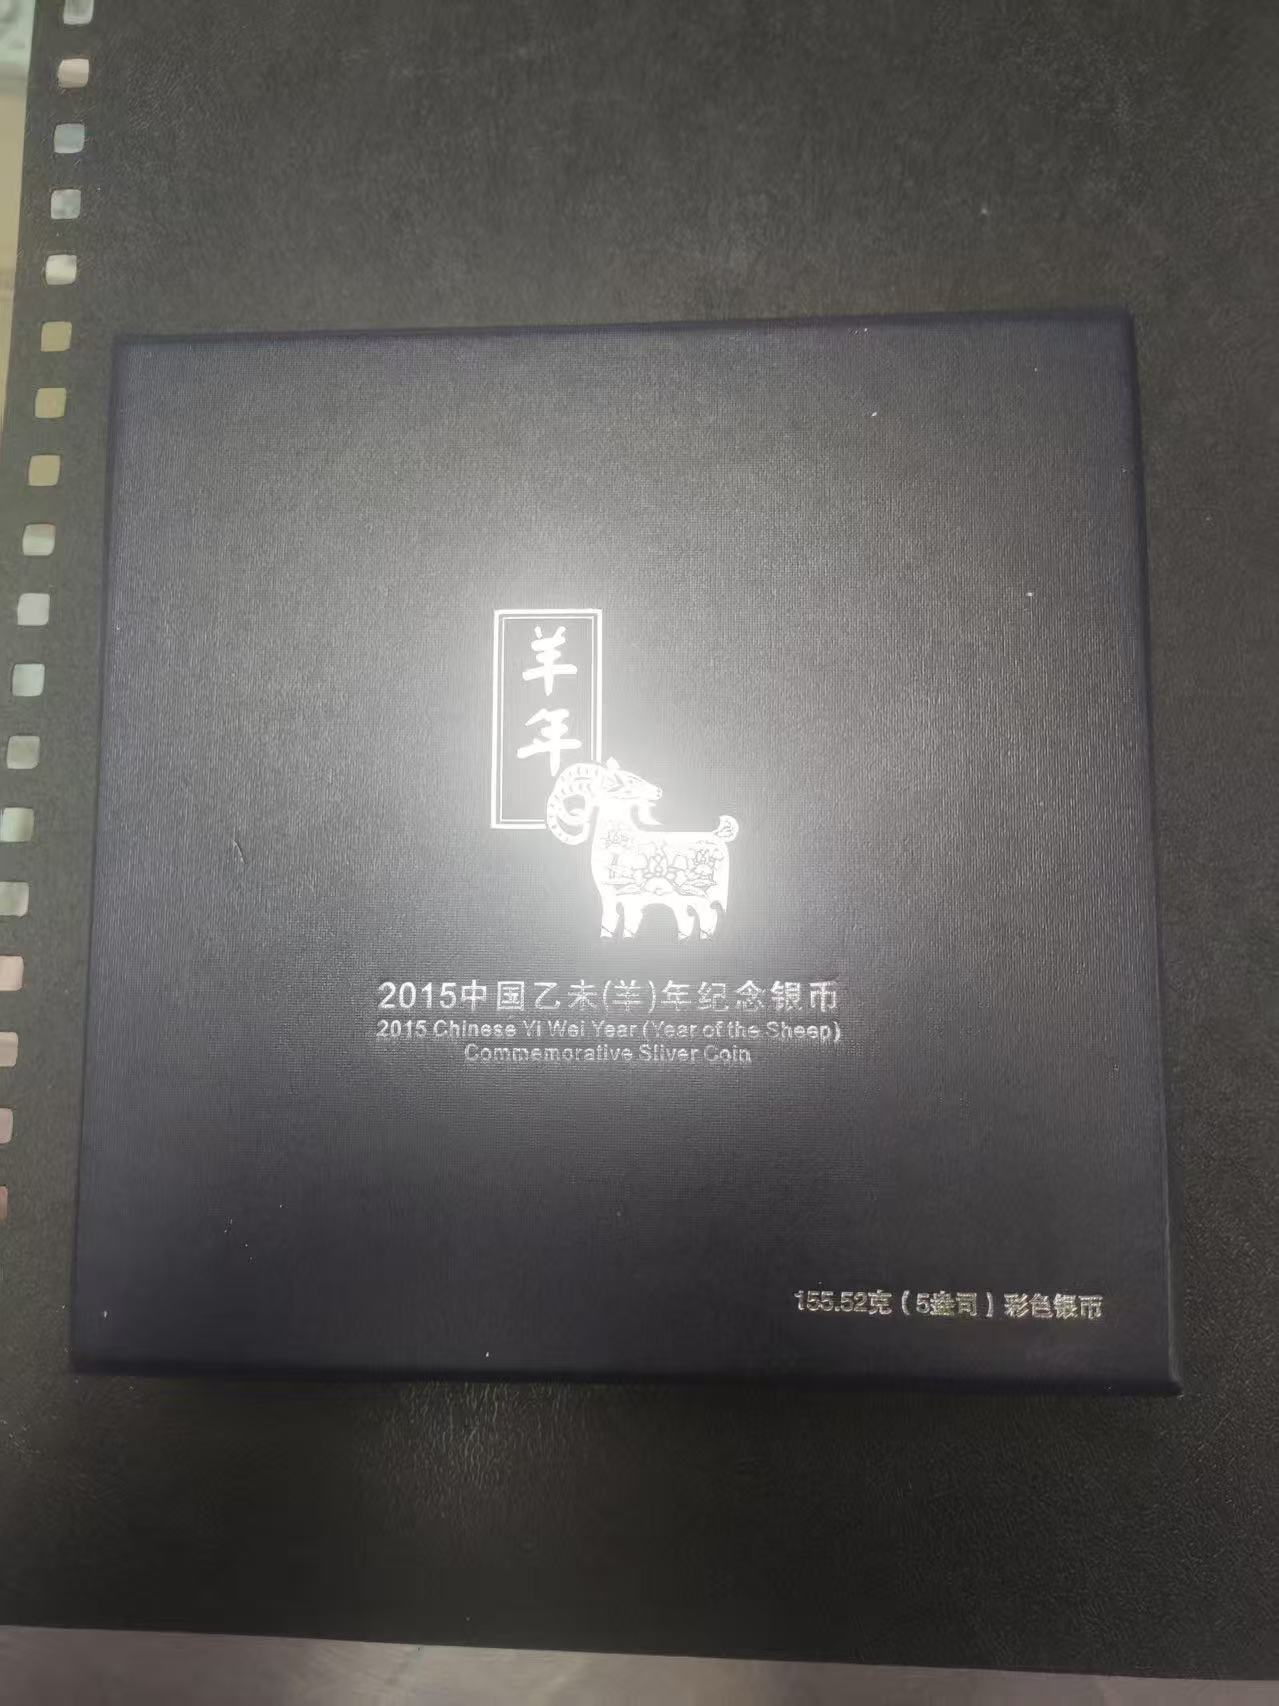 羊年
2015中国乙未(羊)年纪念银币
2015 Chinese Yi Wei Year (Year of the Sheep)
Commemorative Silver Coin
155.52克(5盎司)彩色银币